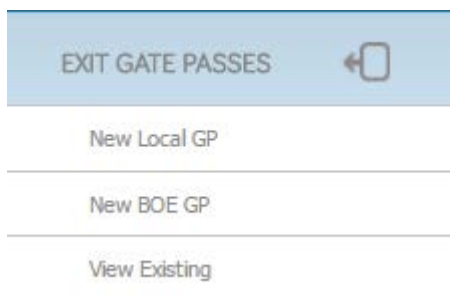 EXIT GATE PASSES
New Local GP
New BOE GP
View Existing